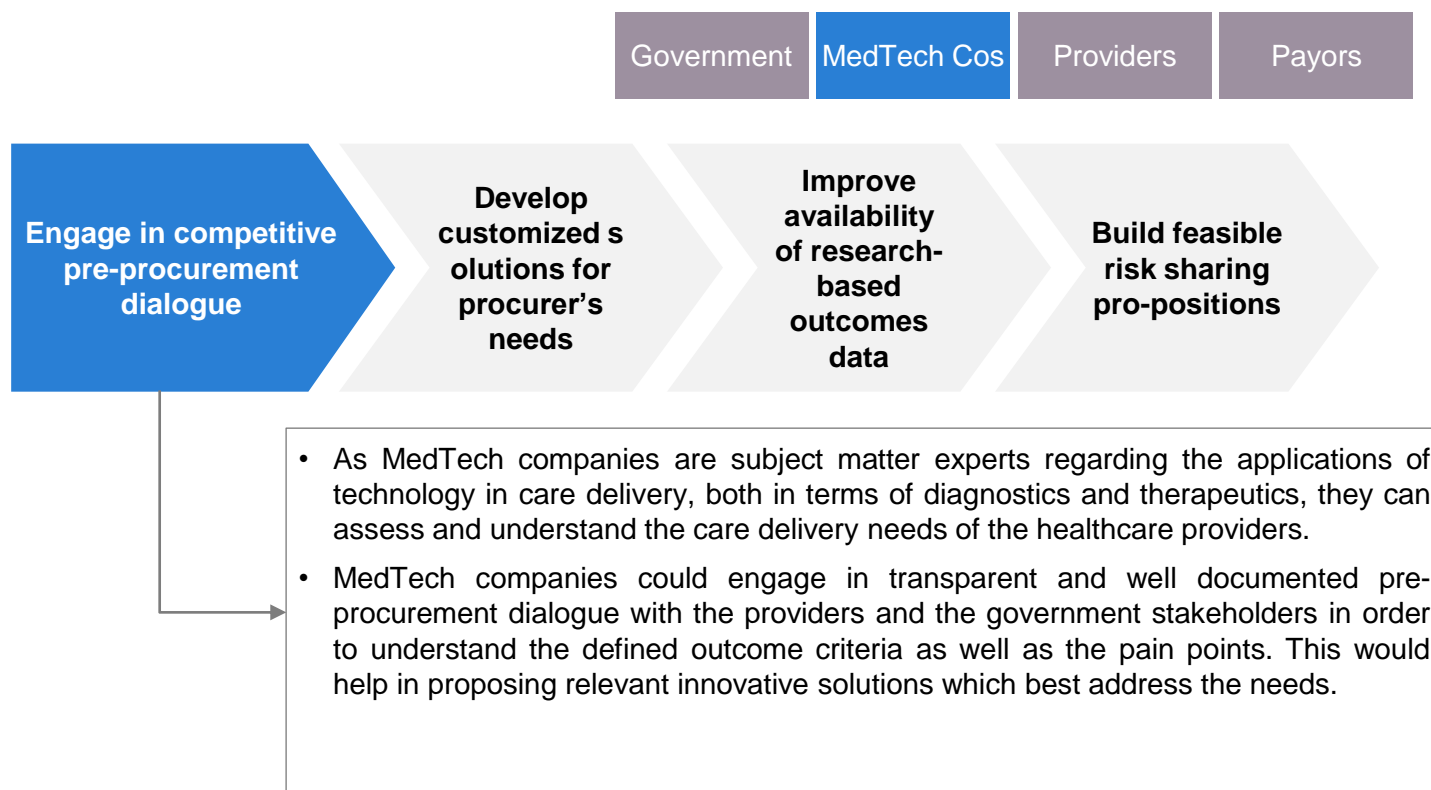 Government
MedTech Cos
Providers
Payors
Engage in competitive
pre-procurement
dialogue
Develop
customized s
olutions for
procurer’s
needs
Improve
availability
of research-
based
outcomes
data
Build feasible
risk sharing
pro-positions
• As MedTech companies are subject matter experts regarding the applications of
technology in care delivery, both in terms of diagnostics and therapeutics, they can
assess and understand the care delivery needs of the healthcare providers.
• MedTech companies could engage in transparent and well documented pre-
procurement dialogue with the providers and the government stakeholders in order
to understand the defined outcome criteria as well as the pain points. This would
help in proposing relevant innovative solutions which best address the needs.